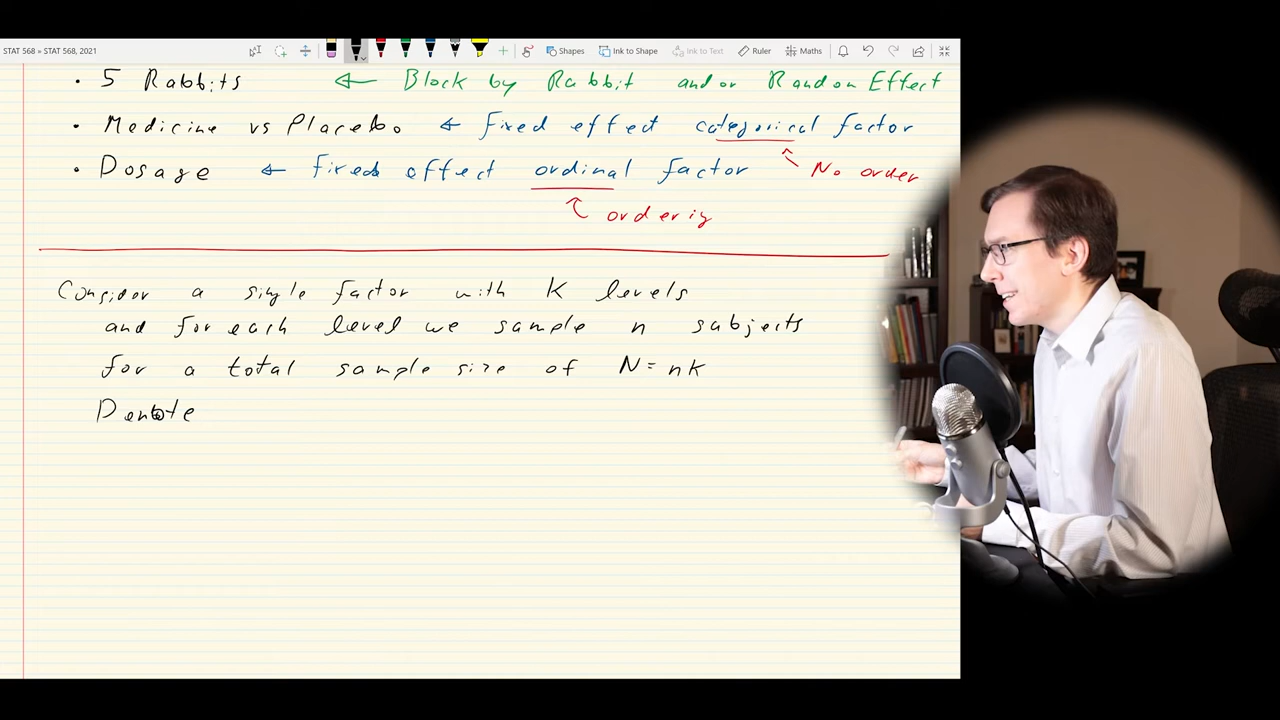 STAT 568 » STAT 568, 2021
Shapes Ink to Shape Ink to Text Ruler Maths
• 5 Rabbits ⇐ Block by Rabbit and/or Random Effect
• Medicine vs Placebo ← fixed effect categorical factor
• Dosage ← fixed effect ordinal factor No order
ordering
Consider a single factor with K levels
and for each level we sample n subjects
for a total sample size of N = nk
Denote